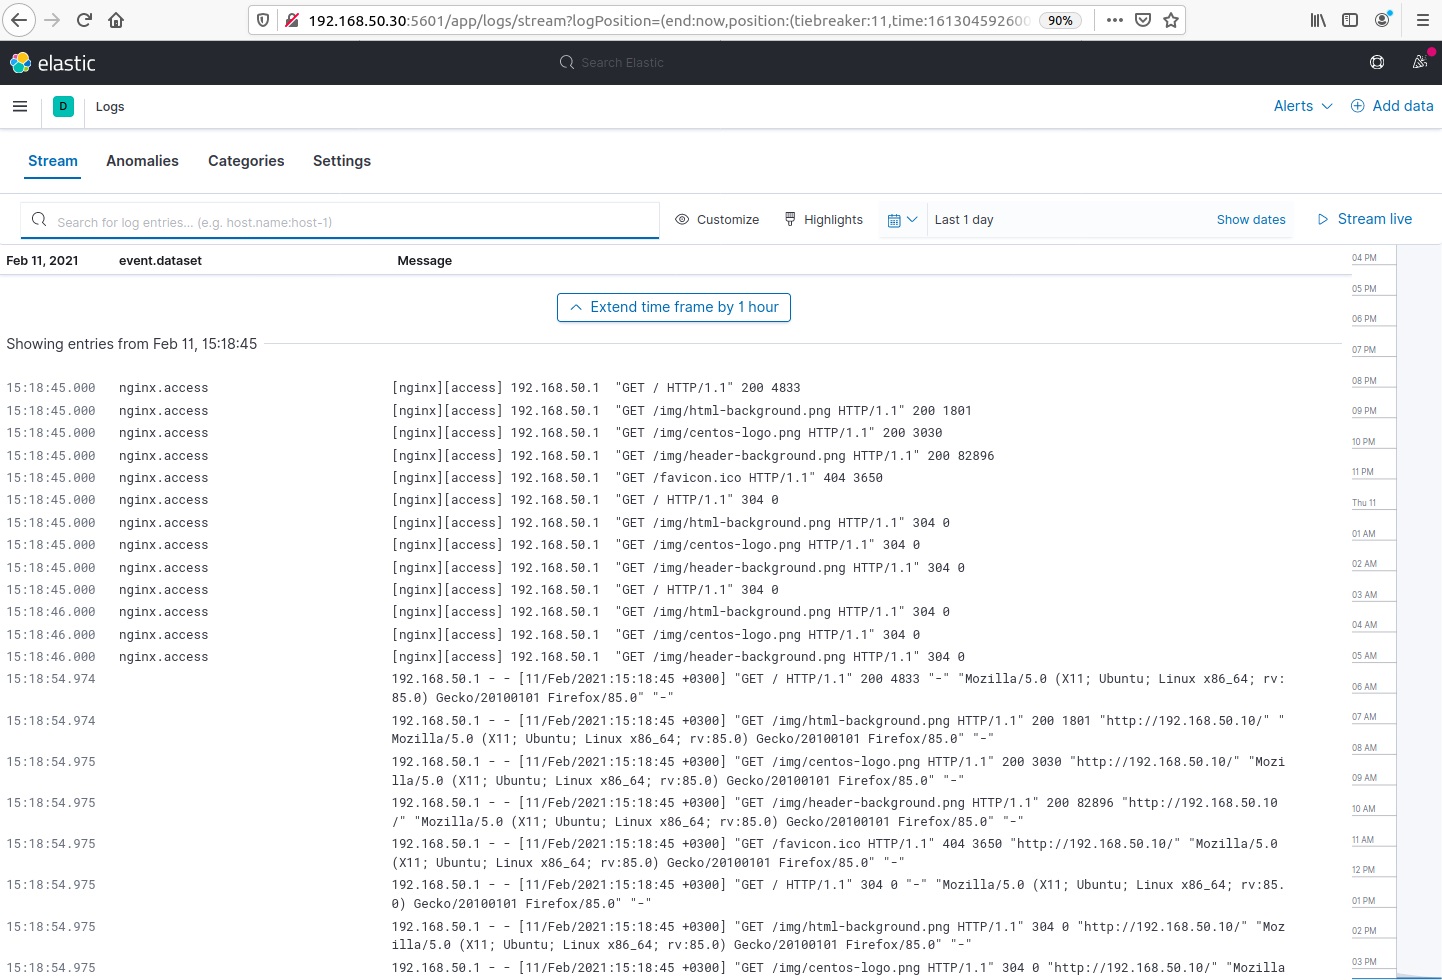 192.168.50.30:5601/app/logs/stream?logPosition=(end:now,position:(tiebreaker:11,time:161304592600 90%
elastic Search Elastic
D Logs Alerts Add data
Stream Anomalies Categories Settings
Search for log entries... (e.g. host.name:host-1) Customize Highlights Last 1 day Show dates Stream live
Feb 11, 2021 event.dataset Message
Extend time frame by 1 hour
Showing entries from Feb 11, 15:18:45
15:18:45.000 nginx.access [nginx][access] 192.168.50.1 "GET / HTTP/1.1" 200 4833
15:18:45.000 nginx.access [nginx][access] 192.168.50.1 "GET /img/html-background.png HTTP/1.1" 200 1801
15:18:45.000 nginx.access [nginx][access] 192.168.50.1 "GET /img/centos-logo.png HTTP/1.1" 200 3030
15:18:45.000 nginx.access [nginx][access] 192.168.50.1 "GET /img/header-background.png HTTP/1.1" 200 82896
15:18:45.000 nginx.access [nginx][access] 192.168.50.1 "GET /favicon.ico HTTP/1.1" 404 3650
15:18:45.000 nginx.access [nginx][access] 192.168.50.1 "GET / HTTP/1.1" 304 0
15:18:45.000 nginx.access [nginx][access] 192.168.50.1 "GET /img/html-background.png HTTP/1.1" 304 0
15:18:45.000 nginx.access [nginx][access] 192.168.50.1 "GET /img/centos-logo.png HTTP/1.1" 304 0
15:18:45.000 nginx.access [nginx][access] 192.168.50.1 "GET /img/header-background.png HTTP/1.1" 304 0
15:18:45.000 nginx.access [nginx][access] 192.168.50.1 "GET / HTTP/1.1" 304 0
15:18:46.000 nginx.access [nginx][access] 192.168.50.1 "GET /img/html-background.png HTTP/1.1" 304 0
15:18:46.000 nginx.access [nginx][access] 192.168.50.1 "GET /img/centos-logo.png HTTP/1.1" 304 0
15:18:46.000 nginx.access [nginx][access] 192.168.50.1 "GET /img/header-background.png HTTP/1.1" 304 0
15:18:54.974 192.168.50.1 - - [11/Feb/2021:15:18:45 +0300] "GET / HTTP/1.1" 200 4833 "-" "Mozilla/5.0 (X11; Ubuntu; Linux x86_64; rv:
85.0) Gecko/20100101 Firefox/85.0" "-"
15:18:54.974 192.168.50.1 - - [11/Feb/2021:15:18:45 +0300] "GET /img/html-background.png HTTP/1.1" 200 1801 "http://192.168.50.10/" "
Mozilla/5.0 (X11; Ubuntu; Linux x86_64; rv:85.0) Gecko/20100101 Firefox/85.0" "-"
15:18:54.975 192.168.50.1 - - [11/Feb/2021:15:18:45 +0300] "GET /img/centos-logo.png HTTP/1.1" 200 3030 "http://192.168.50.10/" "Mozi
lla/5.0 (X11; Ubuntu; Linux x86_64; rv:85.0) Gecko/20100101 Firefox/85.0" "-"
15:18:54.975 192.168.50.1 - - [11/Feb/2021:15:18:45 +0300] "GET /img/header-background.png HTTP/1.1" 200 82896 "http://192.168.50.10
/" "Mozilla/5.0 (X11; Ubuntu; Linux x86_64; rv:85.0) Gecko/20100101 Firefox/85.0" "-"
15:18:54.975 192.168.50.1 - - [11/Feb/2021:15:18:45 +0300] "GET /favicon.ico HTTP/1.1" 404 3650 "http://192.168.50.10/" "Mozilla/5.0
(X11; Ubuntu; Linux x86_64; rv:85.0) Gecko/20100101 Firefox/85.0" "-"
15:18:54.975 192.168.50.1 - - [11/Feb/2021:15:18:45 +0300] "GET / HTTP/1.1" 304 0 "-" "Mozilla/5.0 (X11; Ubuntu; Linux x86_64; rv:85.
0) Gecko/20100101 Firefox/85.0" "-"
15:18:54.975 192.168.50.1 - - [11/Feb/2021:15:18:45 +0300] "GET /img/html-background.png HTTP/1.1" 304 0 "http://192.168.50.10/" "Moz
illa/5.0 (X11; Ubuntu; Linux x86_64; rv:85.0) Gecko/20100101 Firefox/85.0" "-"
15:18:54.975 192.168.50.1 - - [11/Feb/2021:15:18:45 +0300] "GET /img/centos-logo.png HTTP/1.1" 304 0 "http://192.168.50.10/" "Mozilla
04 PM
05 PM
06 PM
07 PM
08 PM
09 PM
10 PM
11 PM
Thu 11
01 AM
02 AM
03 AM
04 AM
05 AM
06 AM
07 AM
08 AM
09 AM
10 AM
11 AM
12 PM
01 PM
02 PM
03 PM